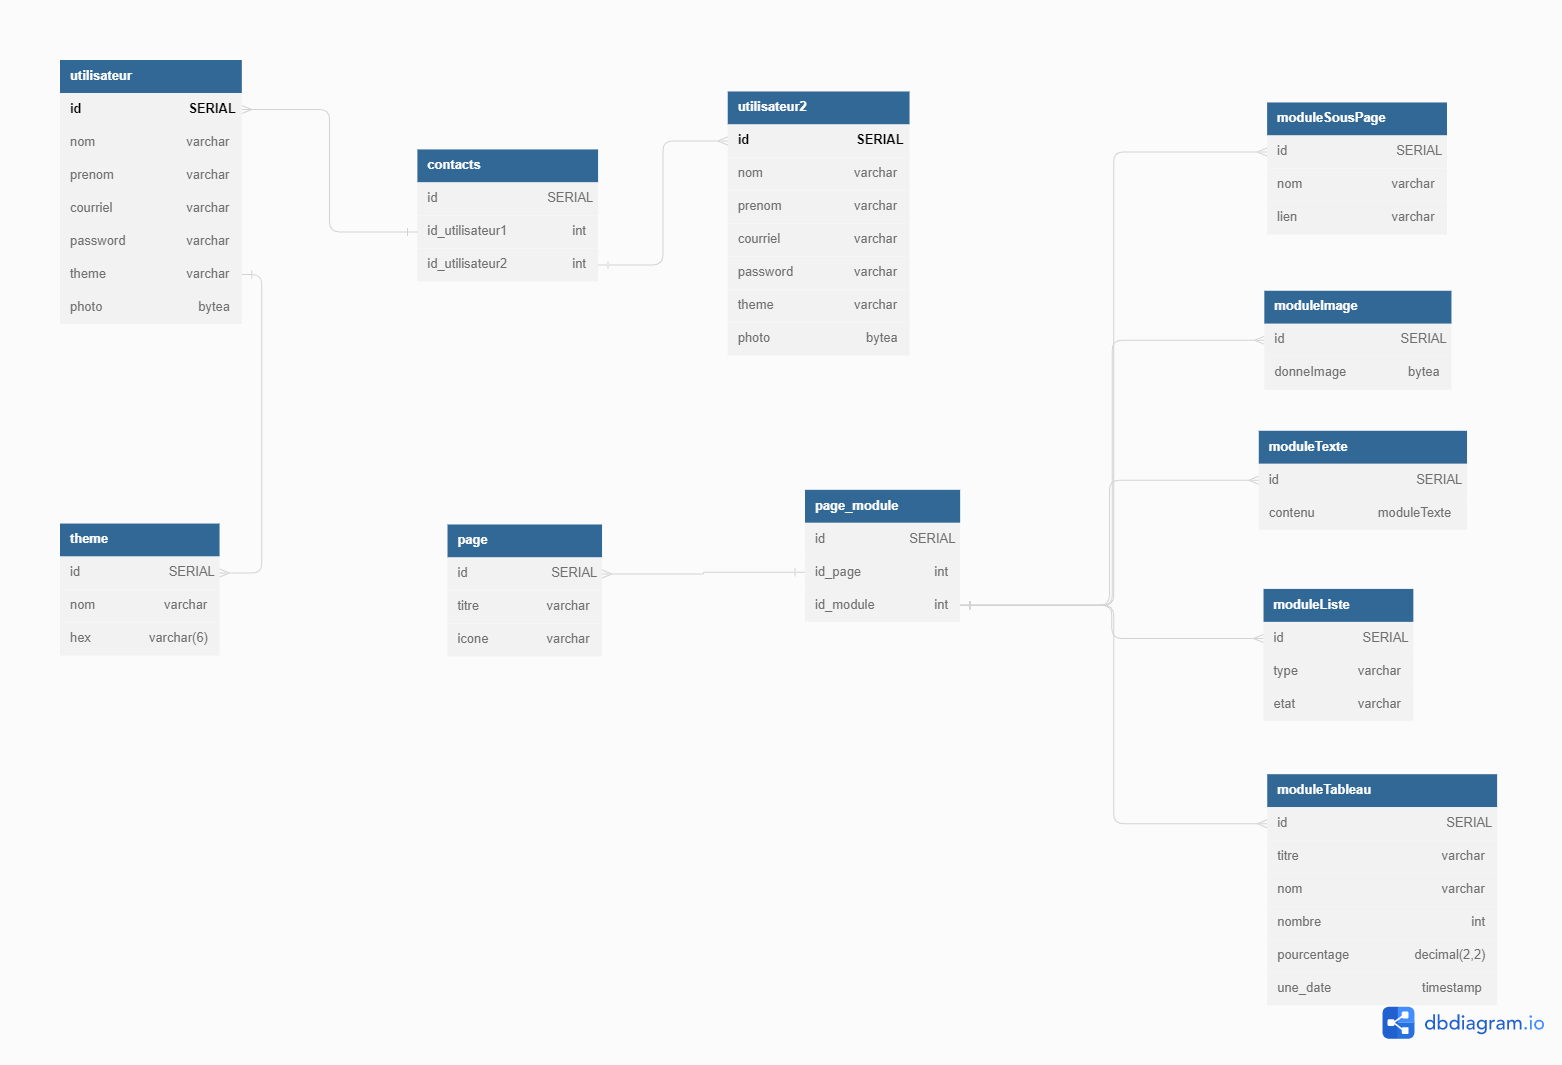 utilisateur
id SERIAL
nom varchar
prenom varchar
courriel varchar
password varchar
theme varchar
photo bytea
contacts
id SERIAL
id_utilisateur1 int
id_utilisateur2 int
utilisateur2
id SERIAL
nom varchar
prenom varchar
courriel varchar
password varchar
theme varchar
photo bytea
moduleSousPage
id SERIAL
nom varchar
lien varchar
moduleImage
id SERIAL
donneImage bytea
moduleTexte
id SERIAL
contenu moduleTexte
theme
id SERIAL
nom varchar
hex varchar(6)
page
id SERIAL
titre varchar
icone varchar
page_module
id SERIAL
id_page int
id_module int
moduleListe
id SERIAL
type varchar
etat varchar
moduleTableau
id SERIAL
titre varchar
nom varchar
nombre int
pourcentage decimal(2,2)
une_date timestamp
dbdiagram.io